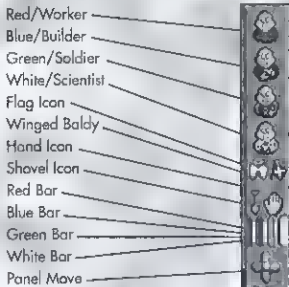 Red/Worker
Blue/Builder
Green/Soldier
White/Scientist
Flag Icon
Winged Baldy
Hand Icon
Shovel Icon
Red Bar
Blue Bar
Green Bar
White Bar
Panel Move